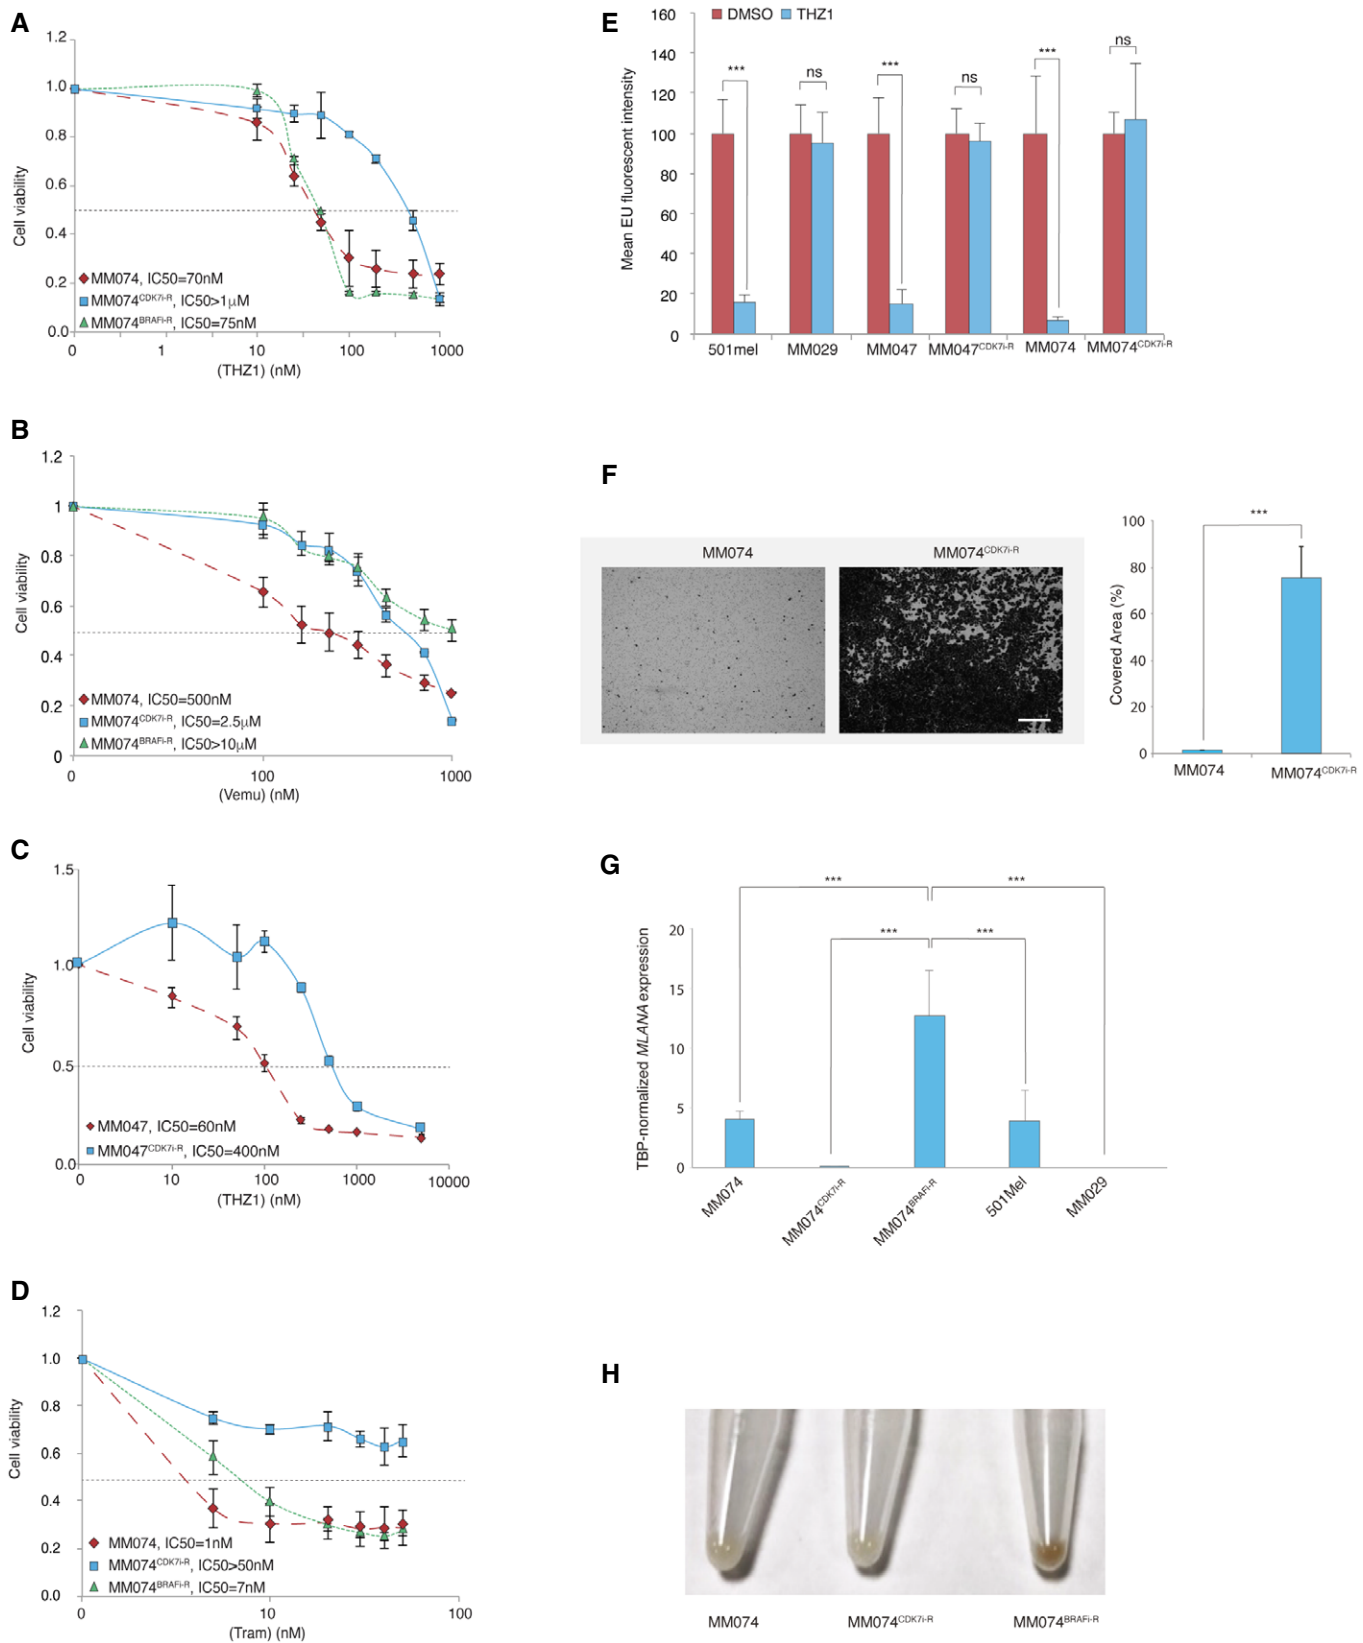 A
1.2
1.0
0.8
0.6
0.4
0.2
0.0
Cell viability
MM074, IC50=70nM
MM074CDK7i-R, IC50>1µM
MM074BRAFi-R, IC50=75nM
0 1 10 100 1000
(THZ1) (nM)
B
1.2
1
0.8
0.6
0.4
0.2
0
Cell viability
MM074, IC50=500nM
MM074CDK7i-R, IC50=2.5µM
MM074BRAFi-R, IC50>10µM
0 100 1000
(Vemu) (nM)
C
1.5
1.0
0.5
0.0
Cell viability
MM047, IC50=60nM
MM047CDK7i-R, IC50=400nM
0 10 100 1000 10000
(THZ1) (nM)
D
1.2
1.0
0.8
0.6
0.4
0.2
0.0
Cell viability
MM074, IC50=1nM
MM074CDK7i-R, IC50>50nM
MM074BRAFi-R, IC50=7nM
0 10 100
(Tram) (nM)
E
DMSO THZ1
160
140
120
100
80
60
40
20
0
Mean EU fluorescent intensity
*** ns *** ns *** ns
501mel MM029 MM047 MM047CDK7i-R MM074 MM074CDK7i-R
F
MM074 MM074CDK7i-R
100
80
60
40
20
0
Covered Area (%)
***
MM074 MM074CDK7i-R
G
*** ***
*** ***
20
15
10
5
0
TBP-normalized MLANA expression
MM074 MM074CDK7i-R MM074BRAFi-R 501Mel MM029
H
MM074 MM074CDK7i-R MM074BRAFi-R